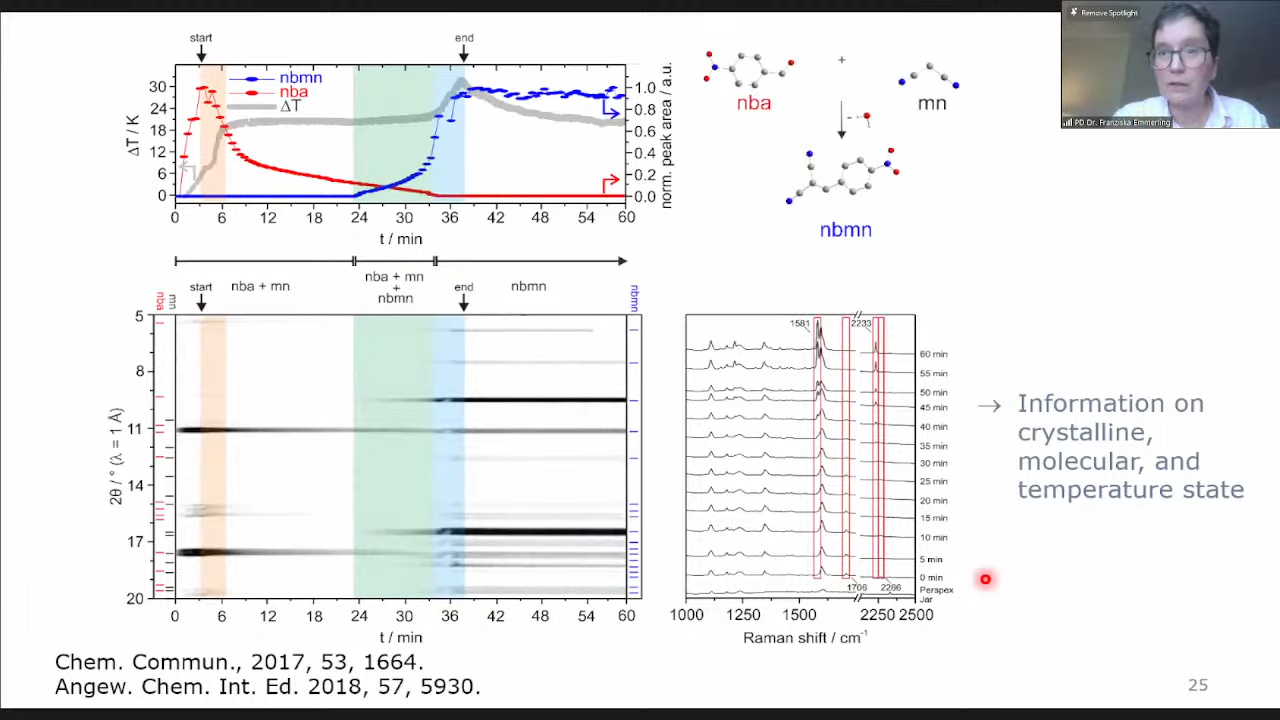 Remove Spotlight
PD Dr. Franziska Emmerling
start
end
nbmn
nba
ΔT
30
24
18
12
6
0
ΔT / K
1.0
0.8
0.6
0.4
0.2
0.0
norm. peak area / a.u.
0 6 12 18 24 30 36 42 48 54 60
t / min
nba
+
mn
nbmn
nba + mn
nba + mn
+
nbmn
nbmn
start
end
nba
mn
nbmn
5
8
11
14
17
20
2θ / ° (λ = 1 Å)
0 6 12 18 24 30 36 42 48 54 60
t / min
1581
2233
60 min
55 min
50 min
45 min
40 min
35 min
30 min
25 min
20 min
15 min
10 min
5 min
0 min
Perspex
Jar
1706
2266
1000 1250 1500 2250 2500
Raman shift / cm⁻¹
→ Information on
crystalline,
molecular, and
temperature state
Chem. Commun., 2017, 53, 1664.
Angew. Chem. Int. Ed. 2018, 57, 5930.
25